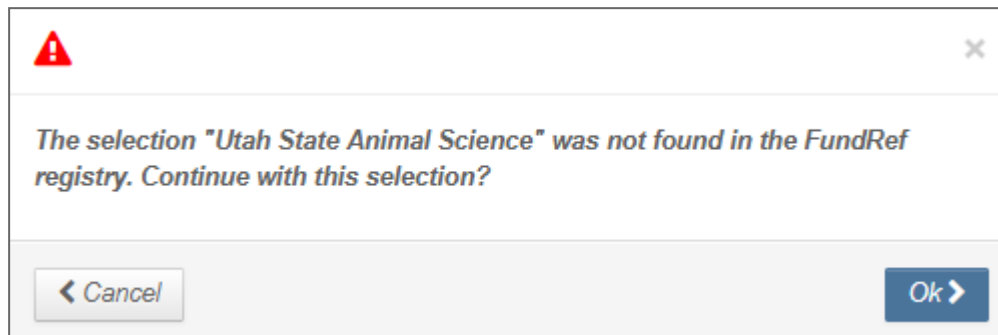 The selection "Utah State Animal Science" was not found in the FundRef
registry. Continue with this selection?
Cancel
Ok